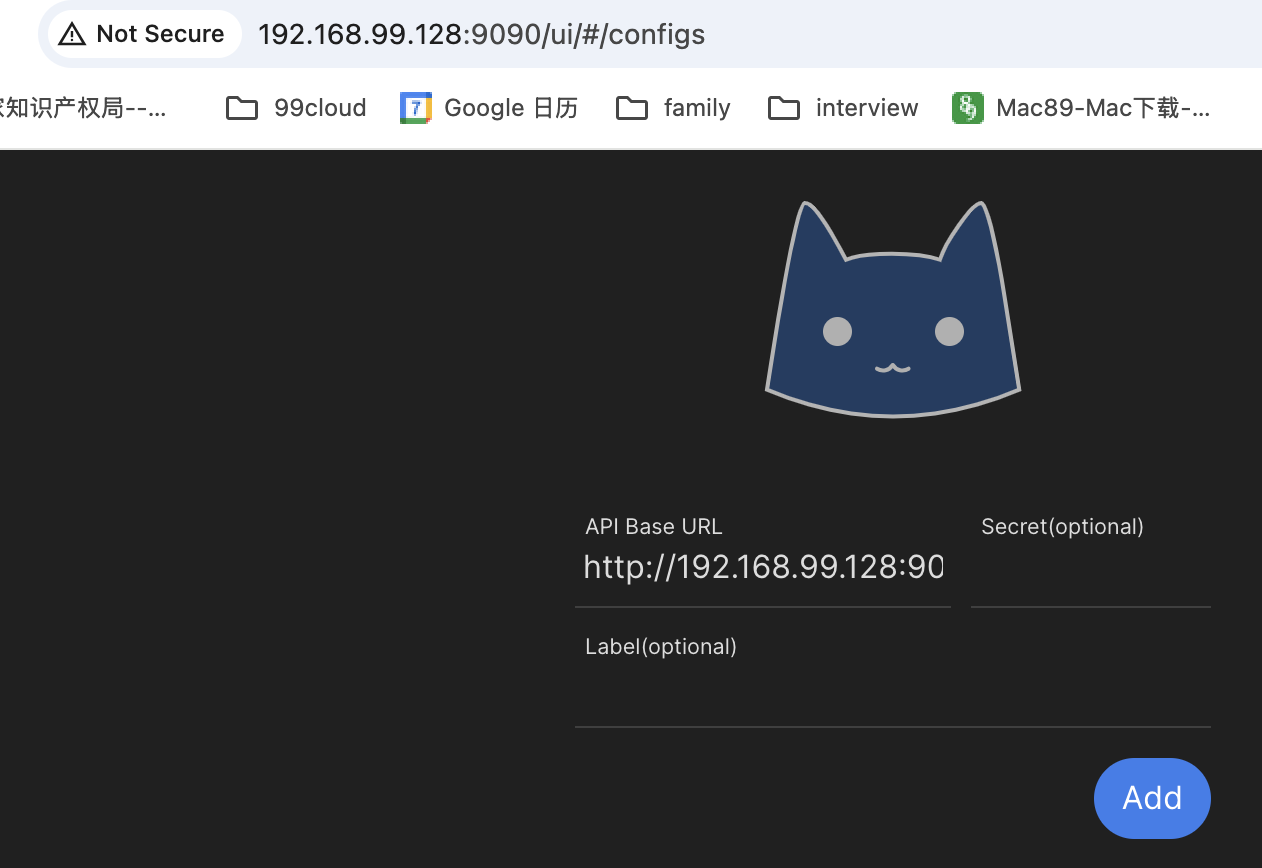 Not Secure 192.168.99.128:9090/ui/#/configs
知识产权局--... 99cloud Google 日历 family interview Mac89-Mac下载-...
API Base URL Secret(optional)
http://192.168.99.128:90
Label(optional)
Add